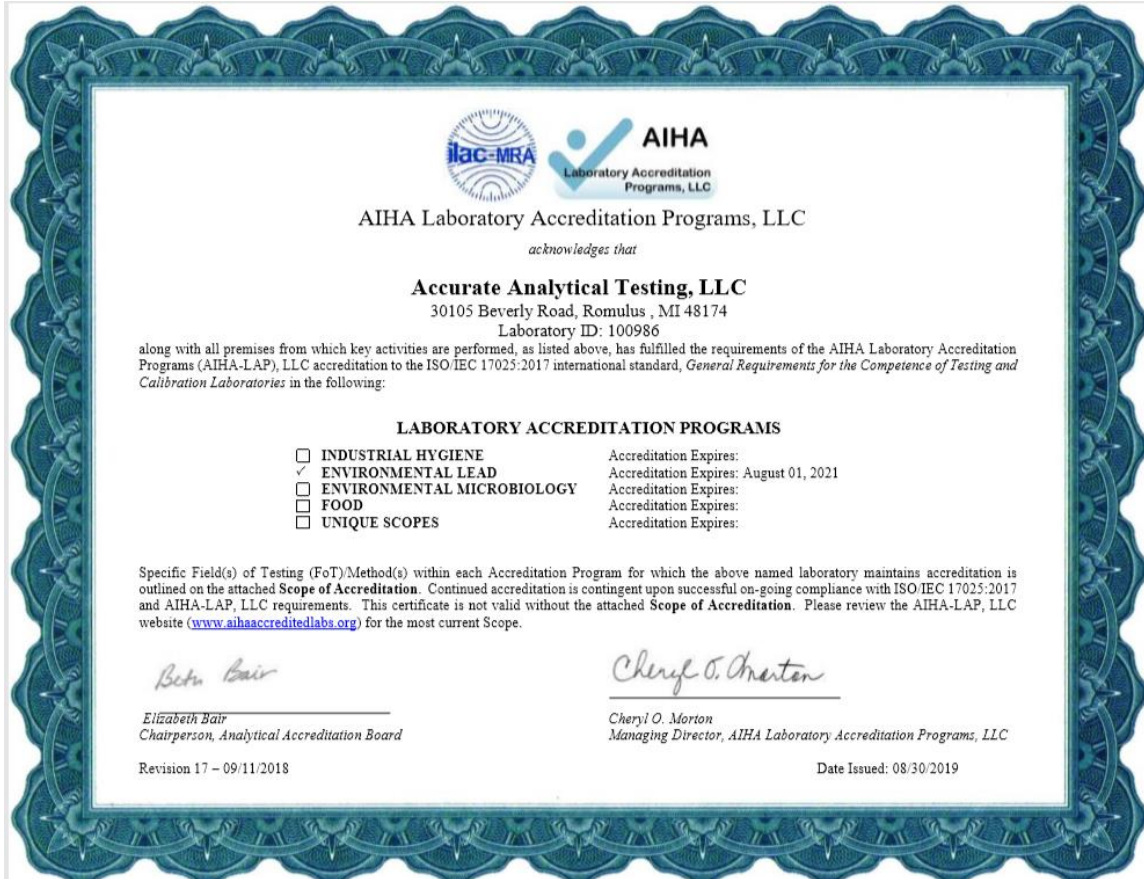 ilac-MRA
AIHA
Laboratory Accreditation
Programs, LLC
AIHA Laboratory Accreditation Programs, LLC
acknowledges that
Accurate Analytical Testing, LLC
30105 Beverly Road, Romulus , MI 48174
Laboratory ID: 100986
along with all premises from which key activities are performed, as listed above, has fulfilled the requirements of the AIHA Laboratory Accreditation
Programs (AIHA-LAP), LLC accreditation to the ISO/IEC 17025:2017 international standard, General Requirements for the Competence of Testing and
Calibration Laboratories in the following:
LABORATORY ACCREDITATION PROGRAMS
INDUSTRIAL HYGIENE Accreditation Expires:
✓ ENVIRONMENTAL LEAD Accreditation Expires: August 01, 2021
ENVIRONMENTAL MICROBIOLOGY Accreditation Expires:
FOOD Accreditation Expires:
UNIQUE SCOPES Accreditation Expires:
Specific Field(s) of Testing (FoT)/Method(s) within each Accreditation Program for which the above named laboratory maintains accreditation is
outlined on the attached Scope of Accreditation. Continued accreditation is contingent upon successful on-going compliance with ISO/IEC 17025:2017
and AIHA-LAP, LLC requirements. This certificate is not valid without the attached Scope of Accreditation. Please review the AIHA-LAP, LLC
website (www.aihaaccreditedlabs.org) for the most current Scope.
Beth Bair Cheryl O. Morton
Elizabeth Bair Cheryl O. Morton
Chairperson, Analytical Accreditation Board Managing Director, AIHA Laboratory Accreditation Programs, LLC
Revision 17 – 09/11/2018 Date Issued: 08/30/2019